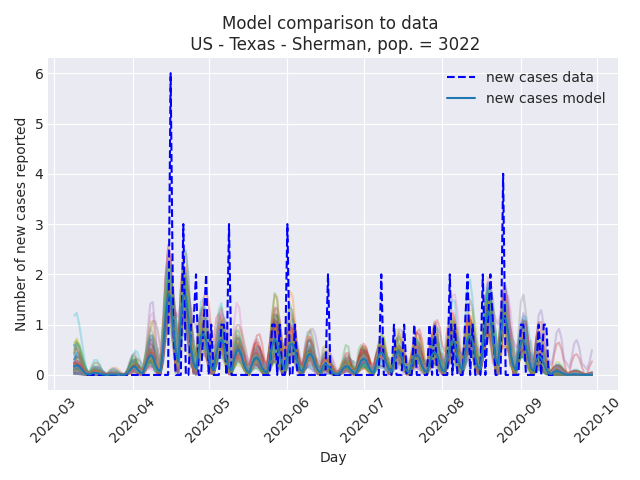 Model comparison to data
US - Texas - Sherman, pop. = 3022
new cases data
new cases model
Number of new cases reported
6
5
4
3
2
1
0
2020-03
2020-04
2020-05
2020-06
2020-07
2020-08
2020-09
2020-10
Day